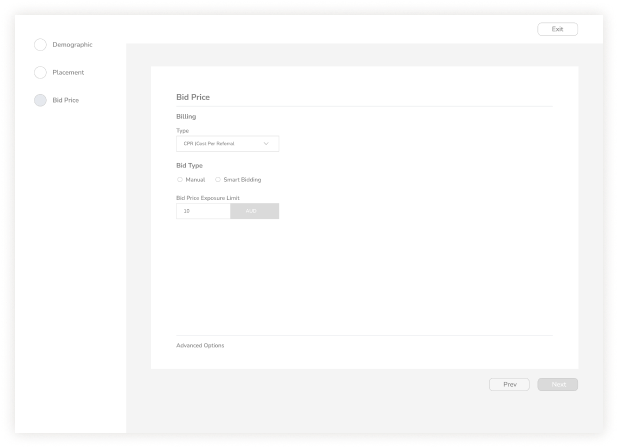 Exit
Demographic
Placement
Bid Price
Bid Price
Billing
Type
CPR (Cost Per Referral
Bid Type
Manual
Smart Bidding
Bid Price Exposure Limit
10
Advanced Options
Prev
Next